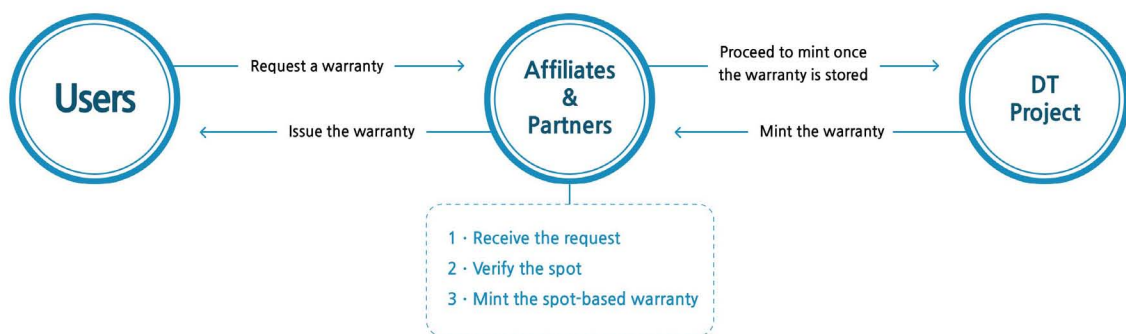 Users
Request a warranty
Issue the warranty
Affiliates
&
Partners
Proceed to mint once
the warranty is stored
Mint the warranty
DT
Project
1 · Receive the request
2 · Verify the spot
3 · Mint the spot-based warranty